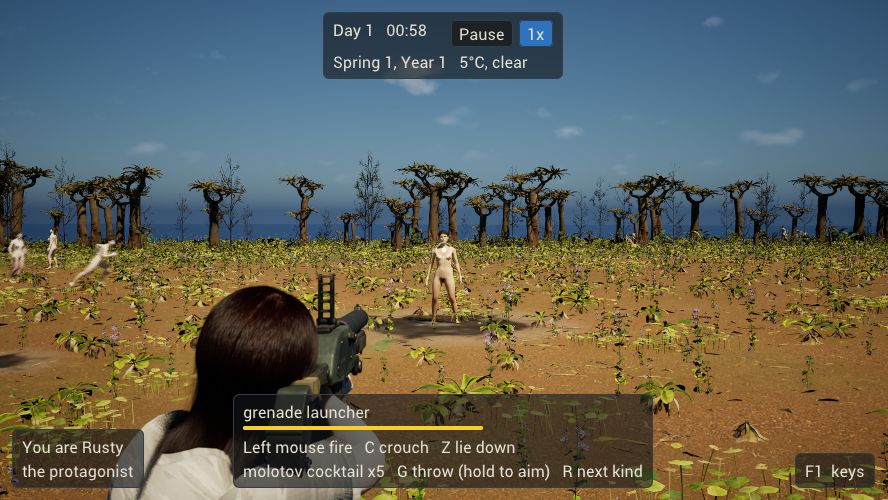 Day 1 00:58 Pause 1x
Spring 1, Year 1 5°C, clear
grenade launcher
Left mouse fire C crouch Z lie down
molotov cocktail x5 G throw (hold to aim) R next kind
You are Rusty
the protagonist
F1 keys